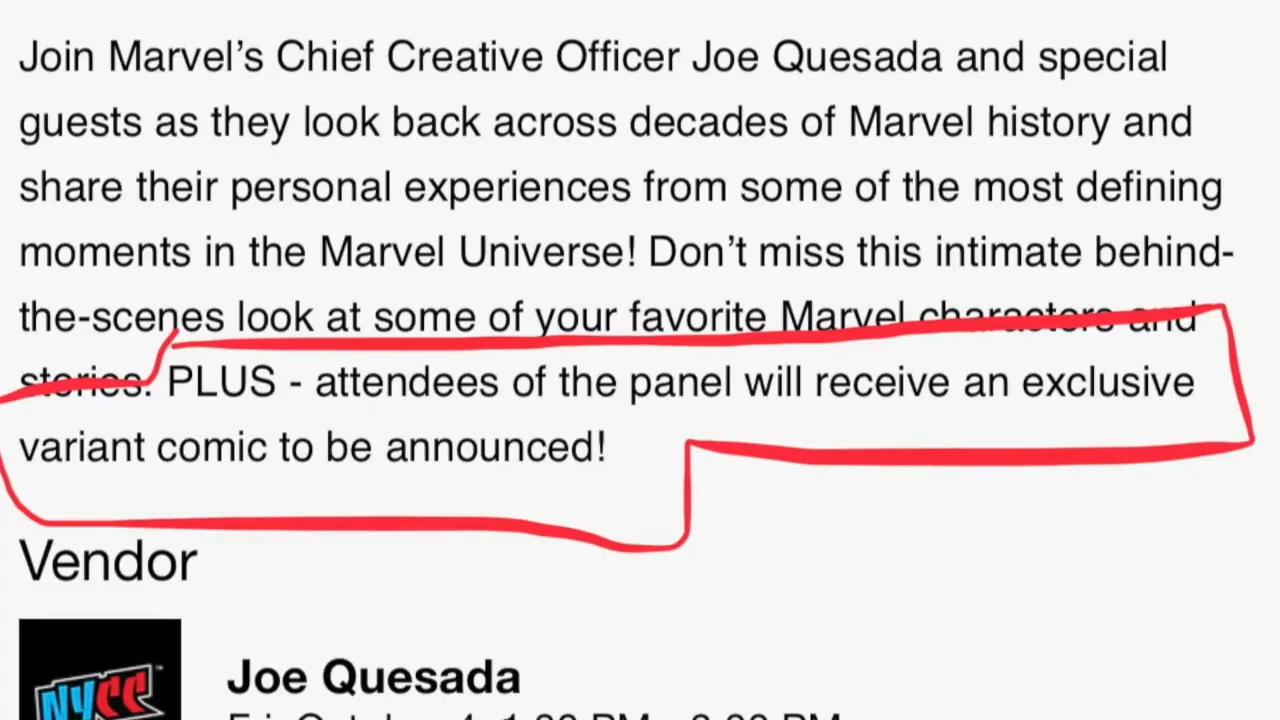 Join Marvel’s Chief Creative Officer Joe Quesada and special
guests as they look back across decades of Marvel history and
share their personal experiences from some of the most defining
moments in the Marvel Universe! Don’t miss this intimate behind-
the-scenes look at some of your favorite Marvel characters and
stories. PLUS - attendees of the panel will receive an exclusive
variant comic to be announced!
Vendor
NYCC
Joe Quesada